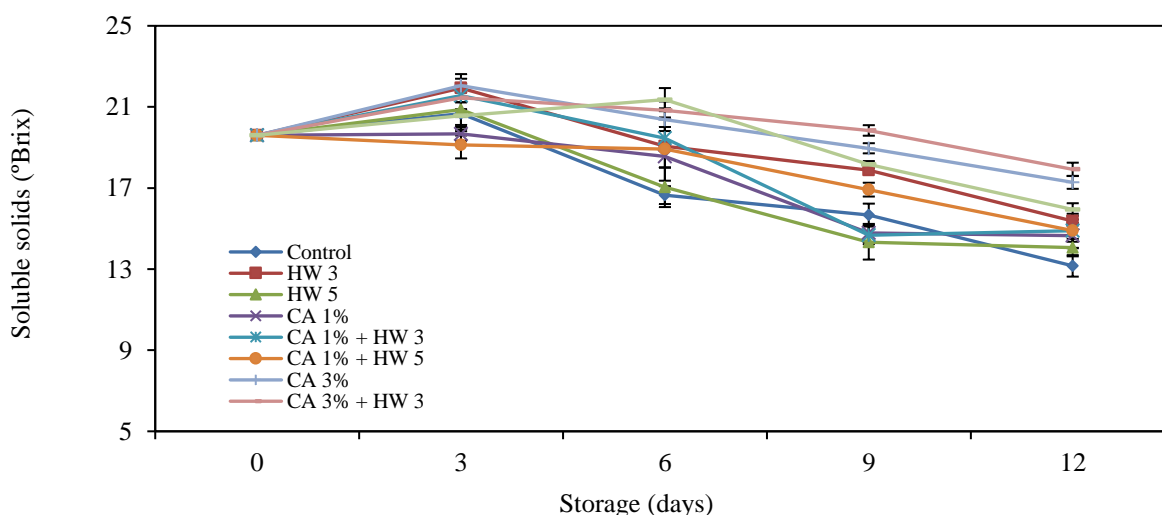 25
21
17
13
9
5
Soluble solids (ºBrix)
Control
HW 3
HW 5
CA 1%
CA 1% + HW 3
CA 1% + HW 5
CA 3%
CA 3% + HW 3
0 3 6 9 12
Storage (days)